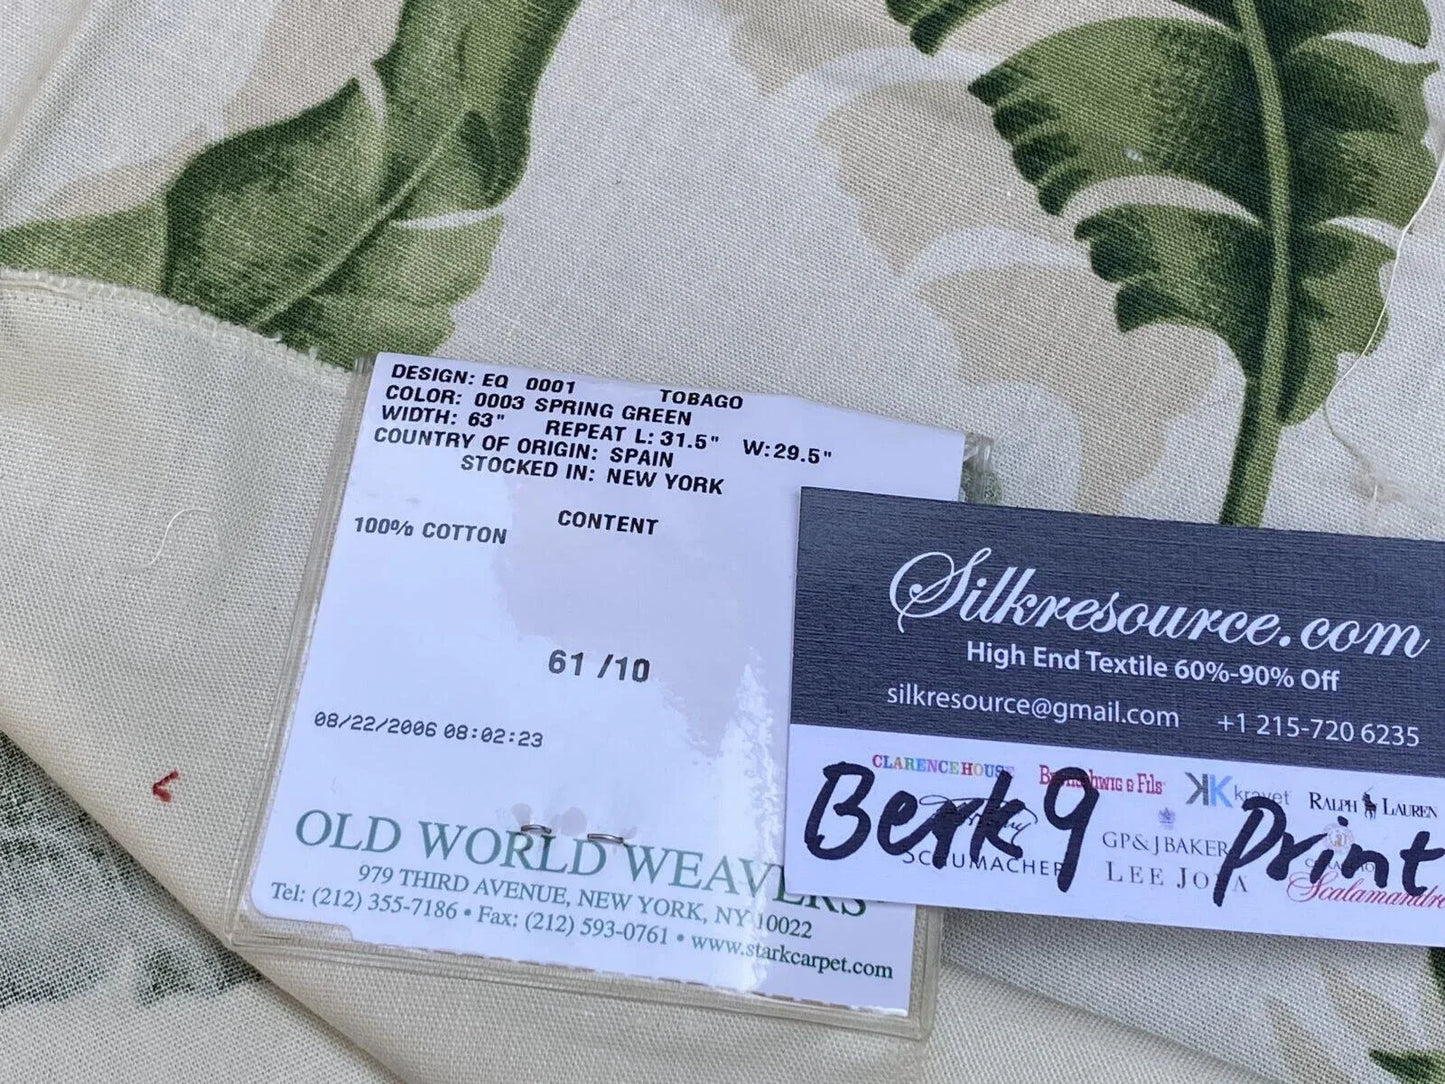 DESIGN: EQ 0001 TOBAGO
COLOR: 0003 SPRING GREEN
WIDTH: 63" REPEAT L: 31.5" W:29.5"
COUNTRY OF ORIGIN: SPAIN
STOCKED IN: NEW YORK
CONTENT
100% COTTON
61 /10
08/22/2006 08:02:23
OLD WORLD WEAVERS
979 THIRD AVENUE, NEW YORK, NY 10022
Tel: (212) 355-7186 • Fax: (212) 593-0761 • www.starkcarpet.com
Silkresource.com
High End Textile 60%-90% Off
silkresource@gmail.com +1 215-720 6235
CLARENCE HOUSE
& Fils
kravet
RALPH LAUREN
Berk9 Print
SCHUMACHER
GP & J BAKER
LEE JOFA
Scalamandre